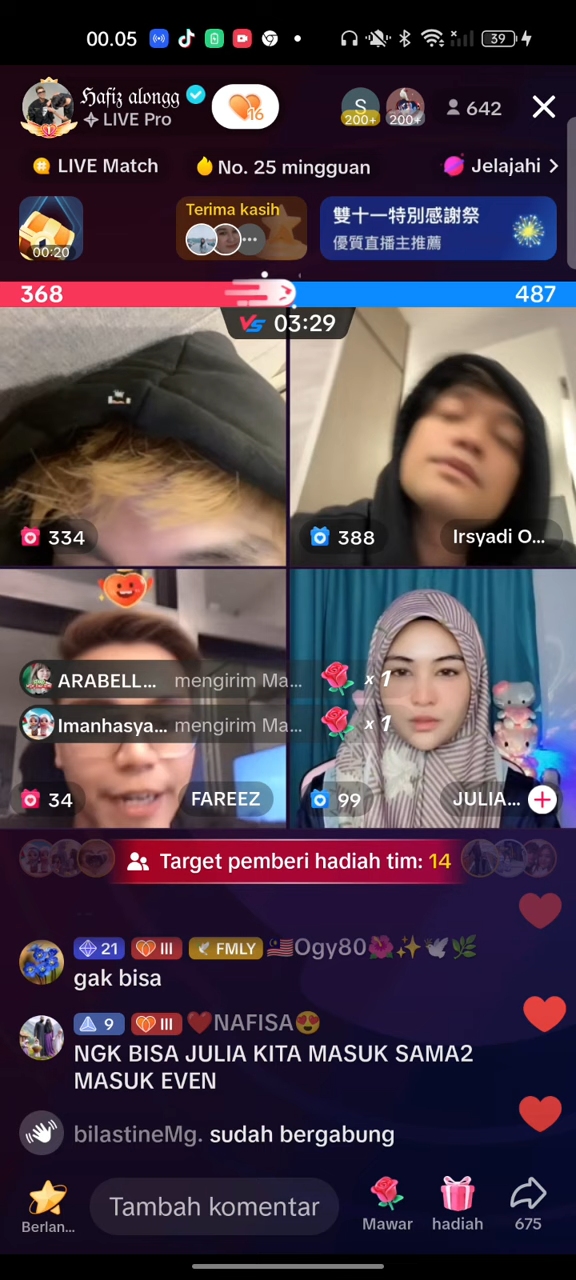 00.05
39
Hafiz alongg
LIVE Pro
16
S
200+
200+
642
LIVE Match
No. 25 mingguan
Jelajahi
00:20
Terima kasih
雙十一特別感謝祭
優質直播主推薦
368
487
VS 03:29
334
388
Irsyadi O...
ARABELL... mengirim Ma... x 1
Imanhasya... mengirim Ma... x 1
34
FAREEZ
99
JULIA...
Target pemberi hadiah tim: 14
21 III FMLY Ogy80
gak bisa
9 III NAFISA
NGK BISA JULIA KITA MASUK SAMA2
MASUK EVEN
bilastineMg. sudah bergabung
Berlan...
Tambah komentar
Mawar
hadiah
675